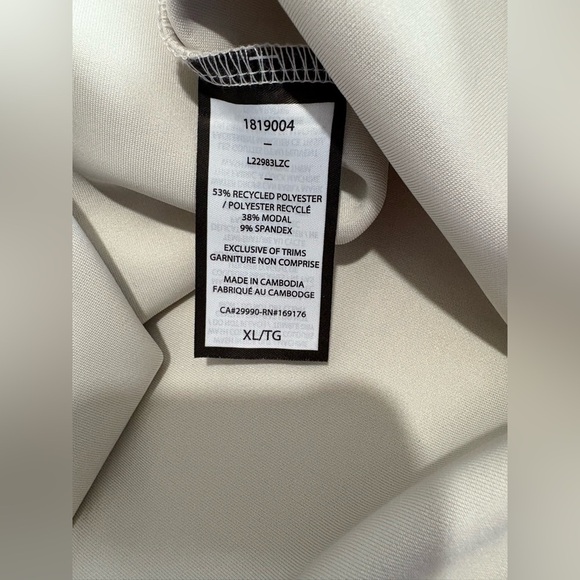 1819004
–
L22983LZC
–
53% RECYCLED POLYESTER
/ POLYESTER RECYCLÉ
38% MODAL
9% SPANDEX
EXCLUSIVE OF TRIMS
GARNITURE NON COMPRISE
MADE IN CAMBODIA
FABRIQUÉ AU CAMBODGE
CA#29990-RN#169176
XL/TG